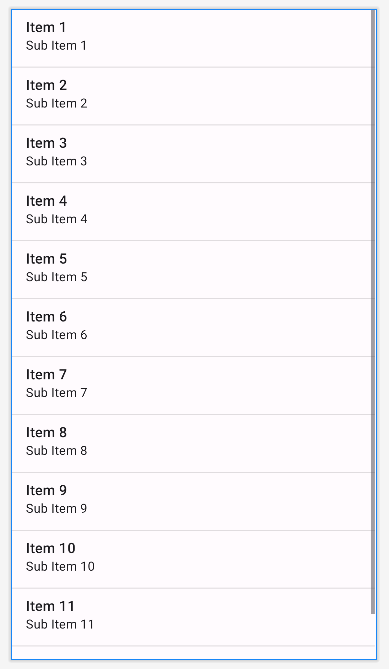 Item 1
Sub Item 1
Item 2
Sub Item 2
Item 3
Sub Item 3
Item 4
Sub Item 4
Item 5
Sub Item 5
Item 6
Sub Item 6
Item 7
Sub Item 7
Item 8
Sub Item 8
Item 9
Sub Item 9
Item 10
Sub Item 10
Item 11
Sub Item 11